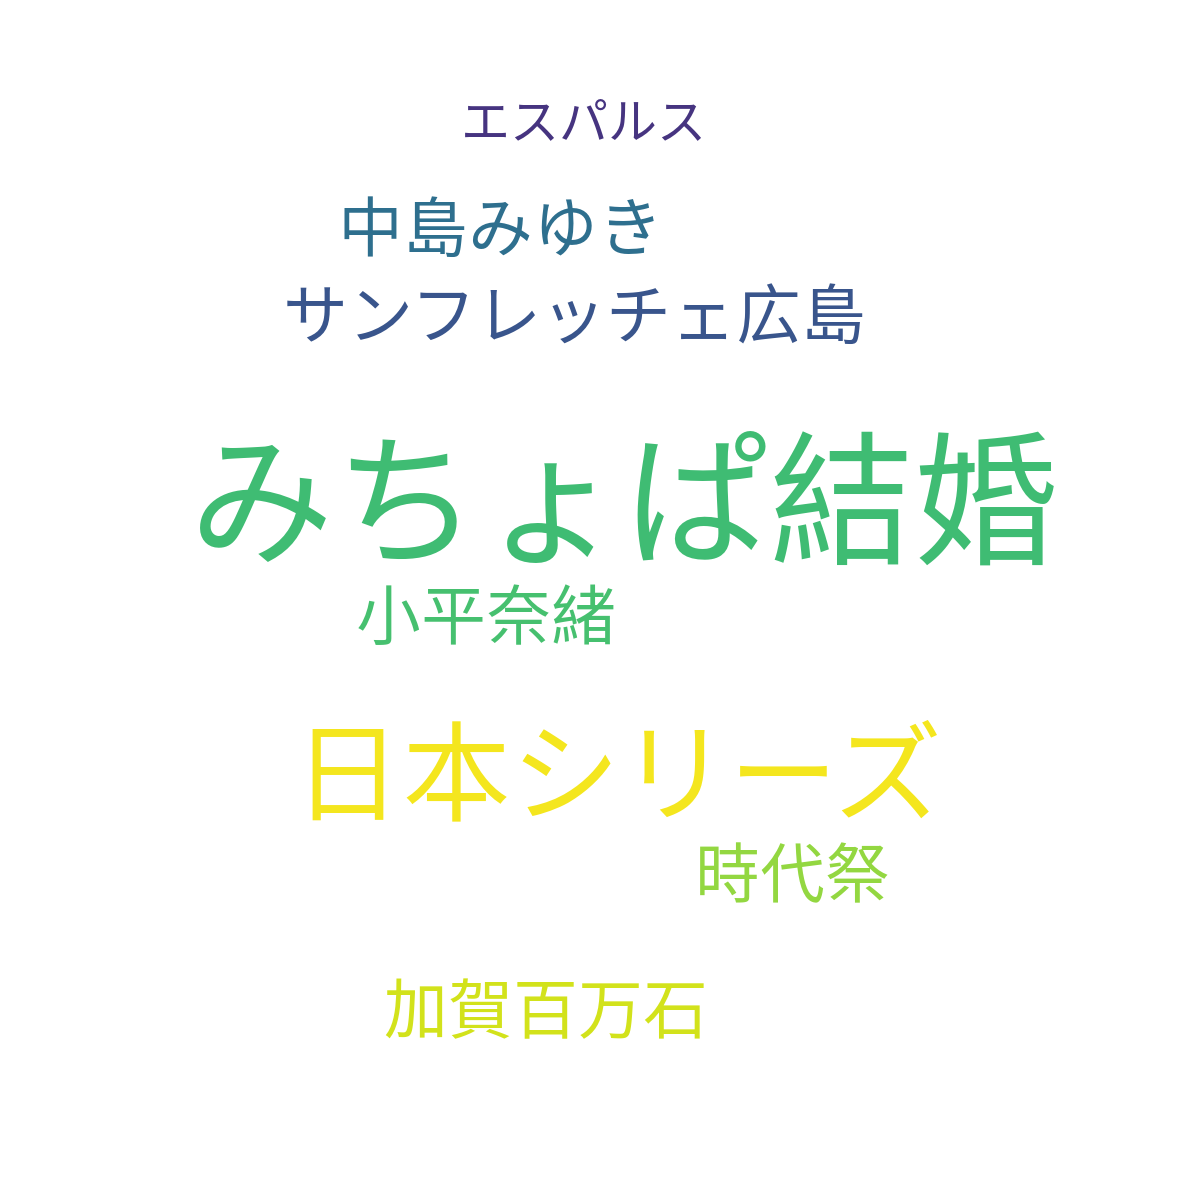 エスパルス
中島みゆき
サンフレッチェ広島
みちょぱ結婚
小平奈緒
日本シリーズ
時代祭
加賀百万石